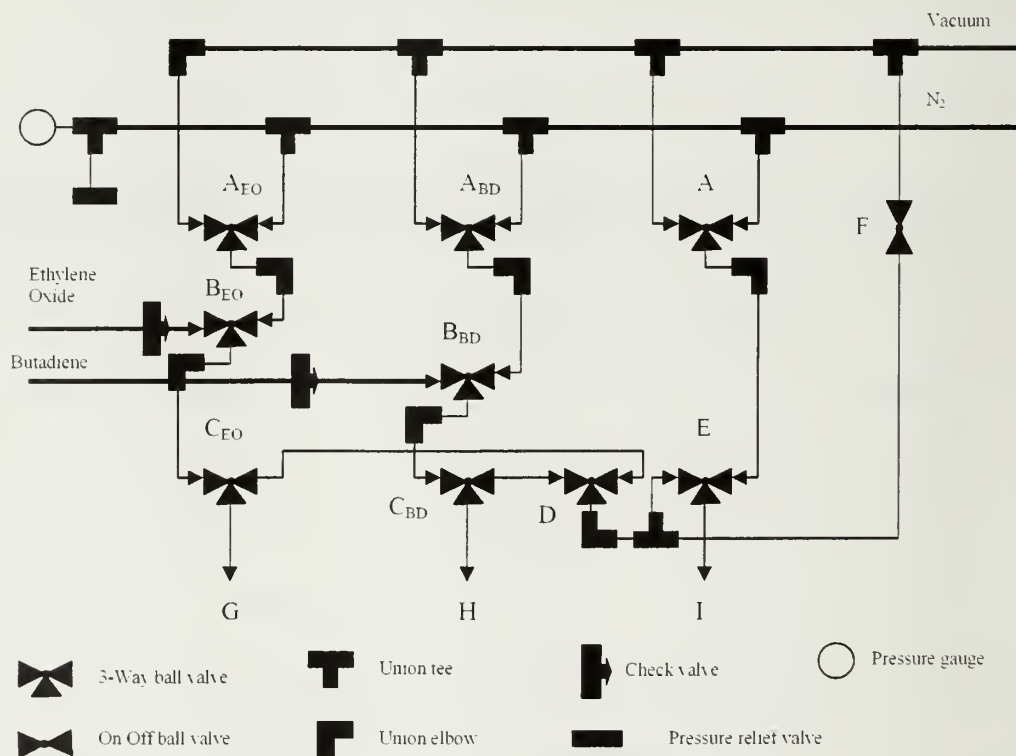 Vacuum
N₂
A_EO
A_BD
A
F
Ethylene
Oxide
B_EO
B_BD
Butadiene
C_EO
E
C_BD
D
G
H
I
3-Way ball valve
Union tee
Check valve
Pressure gauge
On Off ball valve
Union elbow
Pressure relief valve